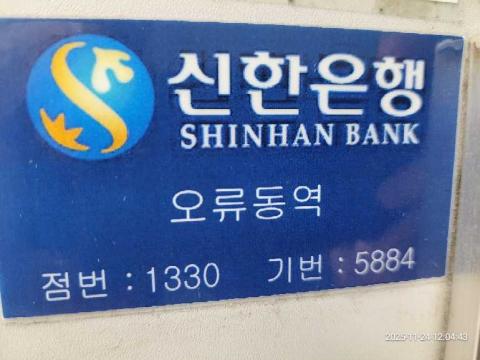 신한은행
SHINHAN BANK
오류동역
점번 : 1330 기번 : 5884
2025-11-24 12:04:43